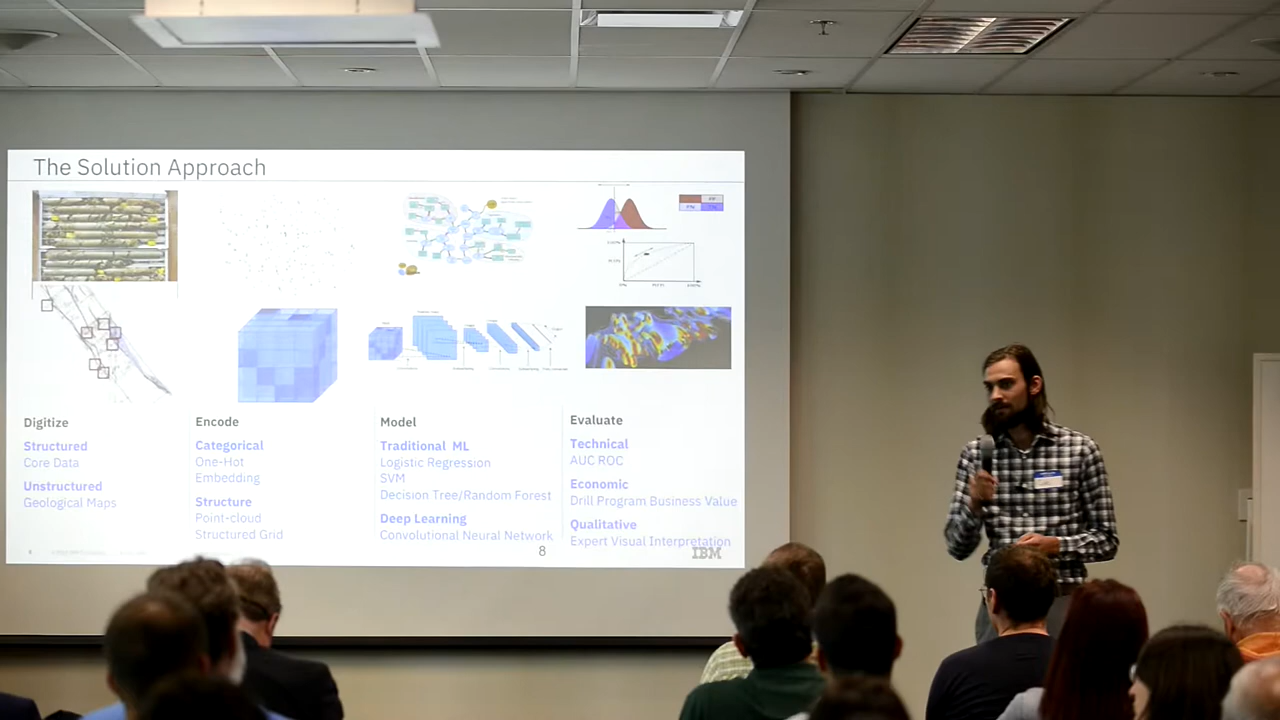 The Solution Approach
Digitize
Structured
Core Data
Unstructured
Geological Maps
Encode
Categorical
One-Hot
Embedding
Structure
Point-cloud
Structured Grid
Model
Traditional ML
Logistic Regression
SVM
Decision Tree/Random Forest
Deep Learning
Convolutional Neural Network
Evaluate
Technical
AUC ROC
Economic
Drill Program Business Value
Qualitative
Expert Visual Interpretation
8
IBM